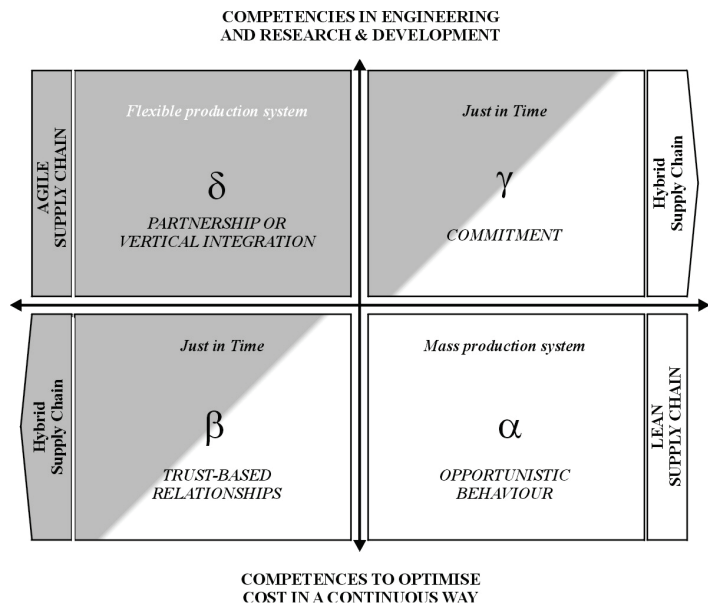 COMPETENCIES IN ENGINEERING
AND RESEARCH & DEVELOPMENT
AGILE
SUPPLY CHAIN
Flexible production system
δ
PARTNERSHIP OR
VERTICAL INTEGRATION
Just in Time
γ
COMMITMENT
Hybrid
Supply Chain
Hybrid
Supply Chain
Just in Time
β
TRUST-BASED
RELATIONSHIPS
Mass production system
α
OPPORTUNISTIC
BEHAVIOUR
LEAN
SUPPLY CHAIN
COMPETENCES TO OPTIMISE
COST IN A CONTINUOUS WAY